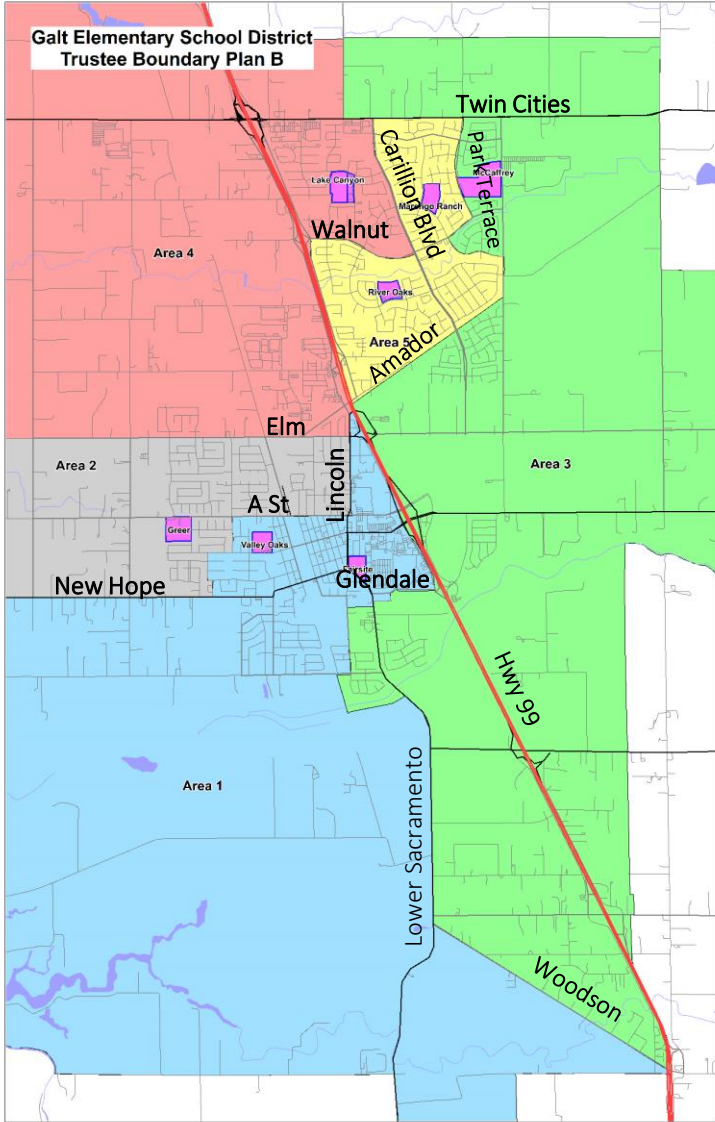 Galt Elementary School District
Trustee Boundary Plan B
Twin Cities
Carillion Blvd
Park Terrace
McCaffrey
Lake Canyon
Marengo Ranch
Walnut
Area 4
River Oaks
Area 5
Amador
Elm
Lincoln
Area 2
Area 3
A St
Greer
Valley Oaks
New Hope
Glendale
Hwy 99
Lower Sacramento
Area 1
Woodson